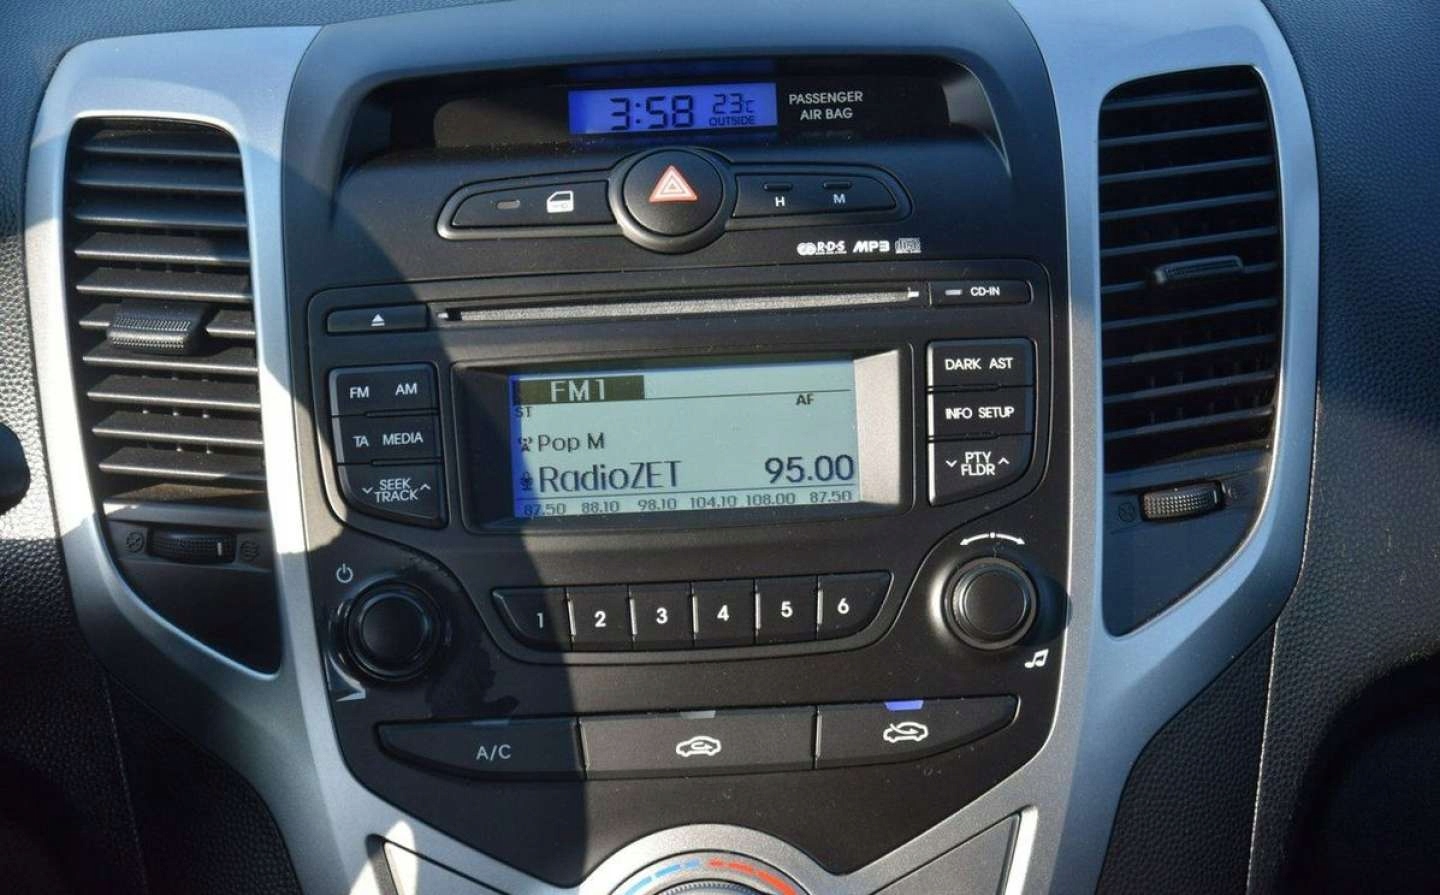 3:58 23°C
OUTSIDE
PASSENGER
AIR BAG
H M
R·D·S MP3
CD-IN
FM AM
TA MEDIA
SEEK
TRACK
FM1
ST AF
Pop M
RadioZET 95.00
87.50 88.10 98.10 104.10 108.00 87.50
DARK AST
INFO SETUP
PTY
FLDR
1 2 3 4 5 6
A/C